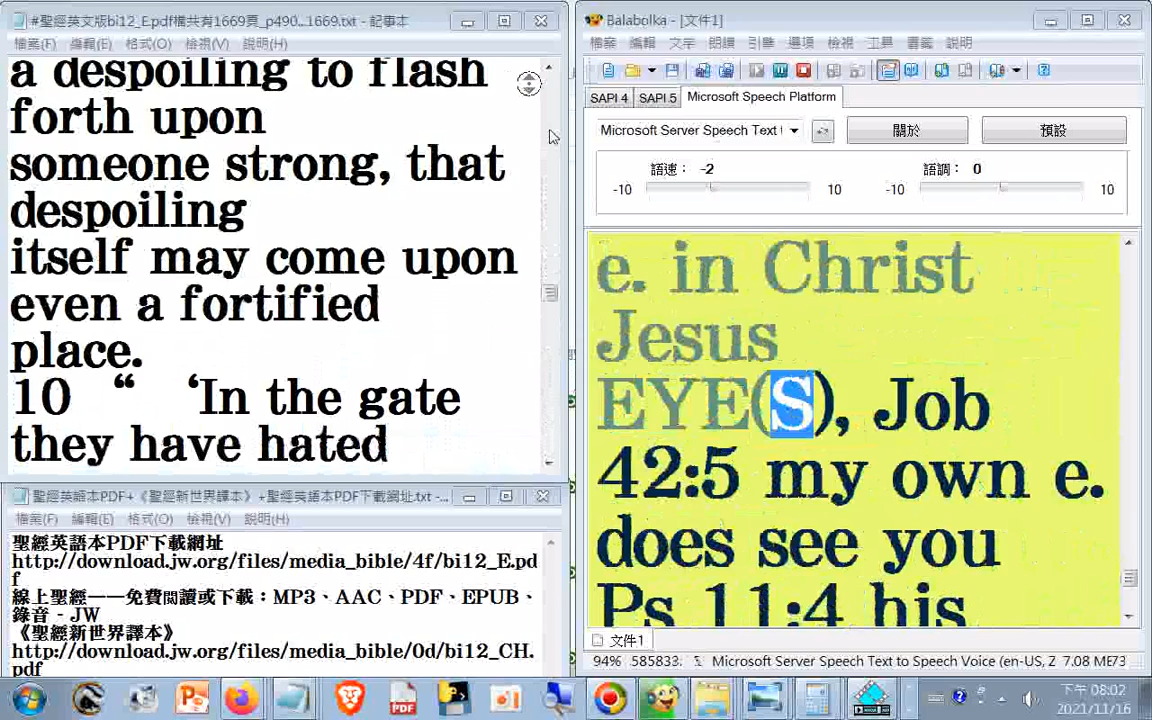 #聖經英文版bi12_E.pdf檔共有1669頁_p490..._1669.txt - 記事本
檔案(F) 編輯(E) 格式(O) 檢視(V) 說明(H)
a despoiling to flash
forth upon
someone strong, that
despoiling
itself may come upon
even a fortified
place.
10 “ ‘In the gate
they have hated
聖經英語本PDF+《聖經新世界譯本》+聖經英語本PDF下載網址.txt -...
檔案(F) 編輯(E) 格式(O) 檢視(V) 說明(H)
聖經英語本PDF下載網址
http://download.jw.org/files/media_bible/4f/bi12_E.pd
f
線上聖經——免費閱讀或下載：MP3、AAC、PDF、EPUB、
錄音 - JW
《聖經新世界譯本》
http://download.jw.org/files/media_bible/0d/bi12_CH.
pdf
Balabolka - [文件1]
檔案 編輯 文字 朗讀 引擎 選項 檢視 工具 書籤 說明
SAPI 4 SAPI 5 Microsoft Speech Platform
Microsoft Server Speech Text 關於 預設
語速： -2 語調： 0
-10 10 -10 10
e. in Christ
Jesus
EYE(S), Job
42:5 my own e.
does see you
Ps 11:4 his
文件1
94% 585833. Microsoft Server Speech Text to Speech Voice (en-US, Z 7.08 ME73
下午 08:02
2021/11/16